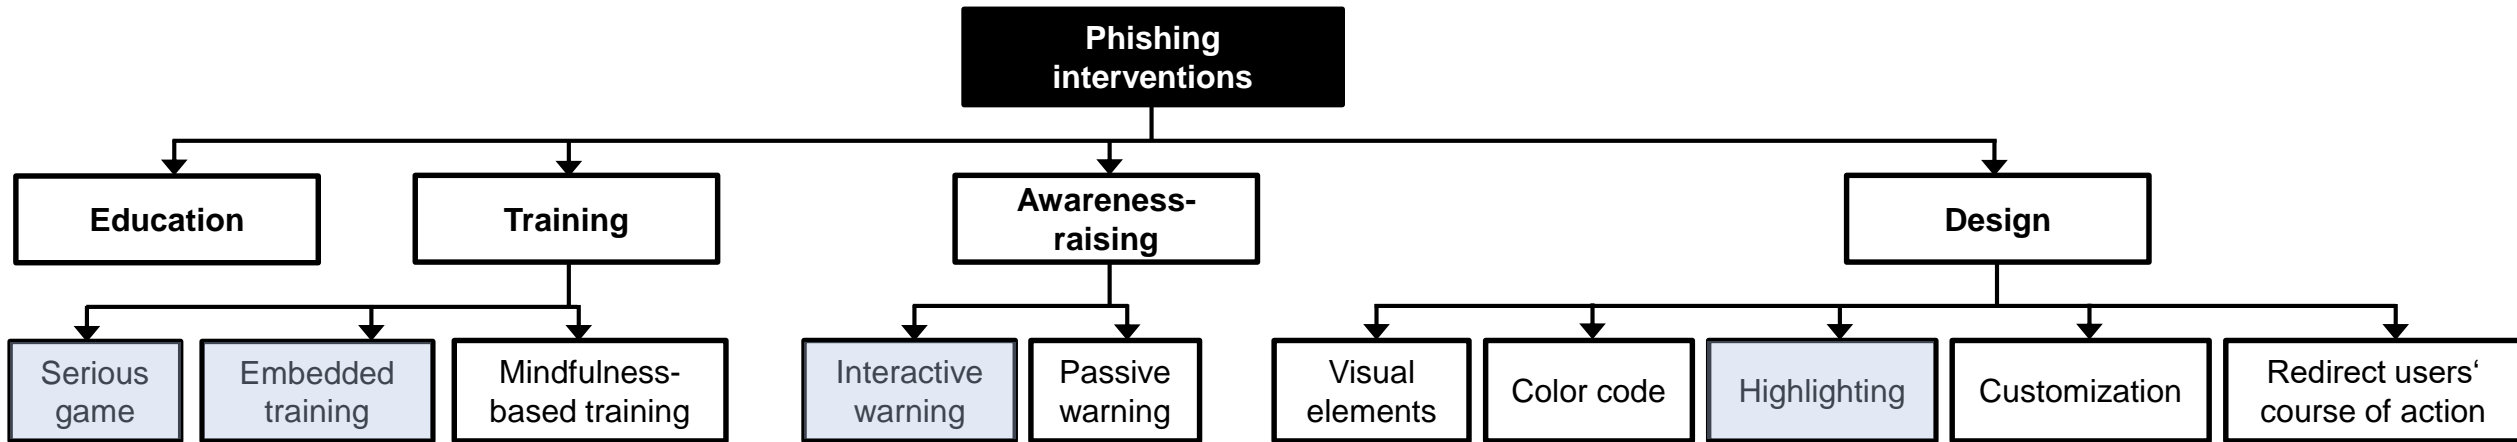 Phishing
interventions
Education
Training
Awareness-
raising
Design
Serious
game
Embedded
training
Mindfulness-
based training
Interactive
warning
Passive
warning
Visual
elements
Color code
Highlighting
Customization
Redirect users‘
course of action